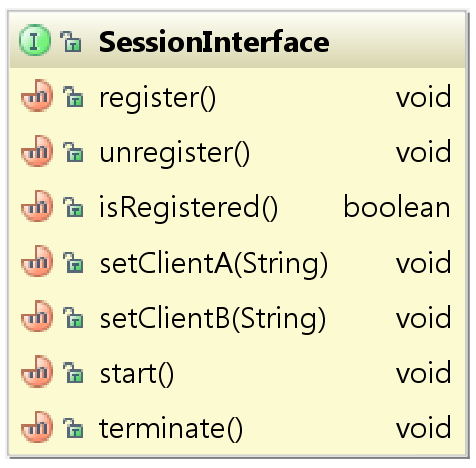 SessionInterface
register() void
unregister() void
isRegistered() boolean
setClientA(String) void
setClientB(String) void
start() void
terminate() void